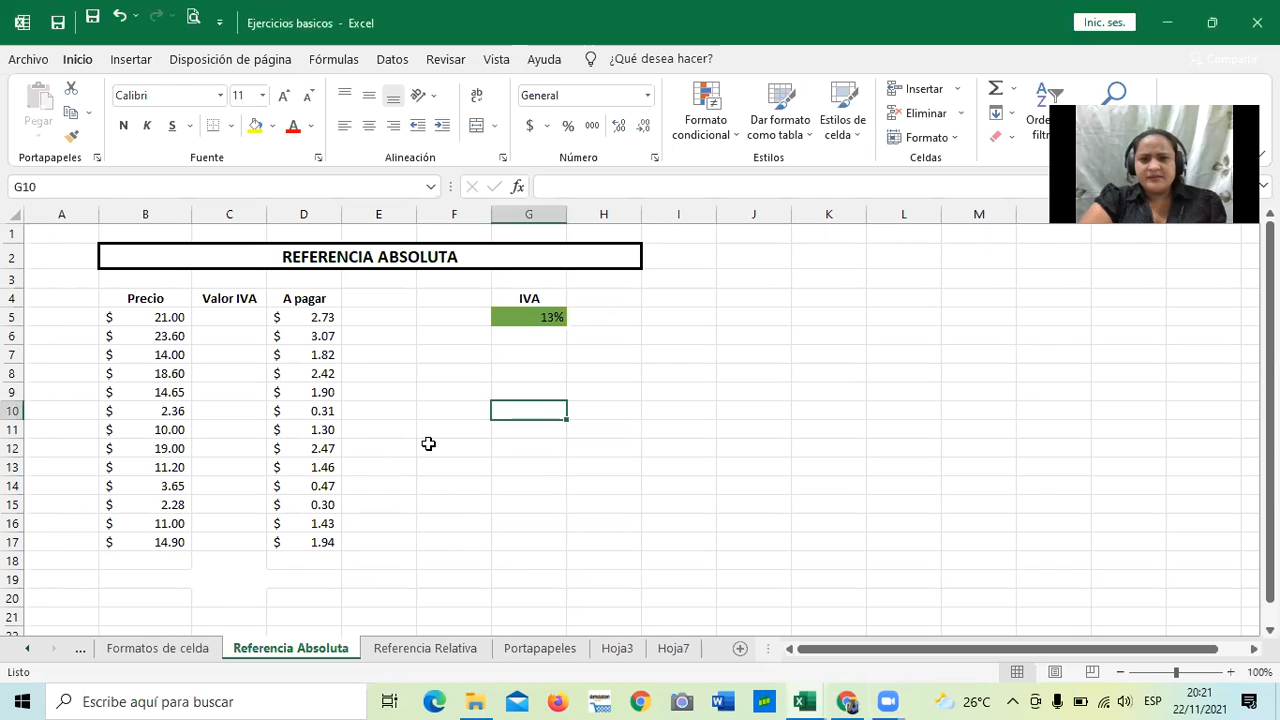 Ejercicios basicos - Excel
Inic. ses.
Archivo Inicio Insertar Disposición de página Fórmulas Datos Revisar Vista Ayuda ¿Qué desea hacer? Compartir
Pegar
Calibri 11
N K S
ab
General
$ % 000
Formato condicional
Dar formato como tabla
Estilos de celda
Insertar
Eliminar
Formato
Portapapeles Fuente Alineación Número Estilos Celdas
G10 fx
A B C D E F G H I J K L M
1
2 REFERENCIA ABSOLUTA
3
4 Precio Valor IVA A pagar IVA
5 $ 21.00 $ 2.73 13%
6 $ 23.60 $ 3.07
7 $ 14.00 $ 1.82
8 $ 18.60 $ 2.42
9 $ 14.65 $ 1.90
10 $ 2.36 $ 0.31
11 $ 10.00 $ 1.30
12 $ 19.00 $ 2.47
13 $ 11.20 $ 1.46
14 $ 3.65 $ 0.47
15 $ 2.28 $ 0.30
16 $ 11.00 $ 1.43
17 $ 14.90 $ 1.94
18
19
20
21
... Formatos de celda Referencia Absoluta Referencia Relativa Portapapeles Hoja3 Hoja7
Listo 100%
Escribe aquí para buscar 26°C ESP 20:21
22/11/2021